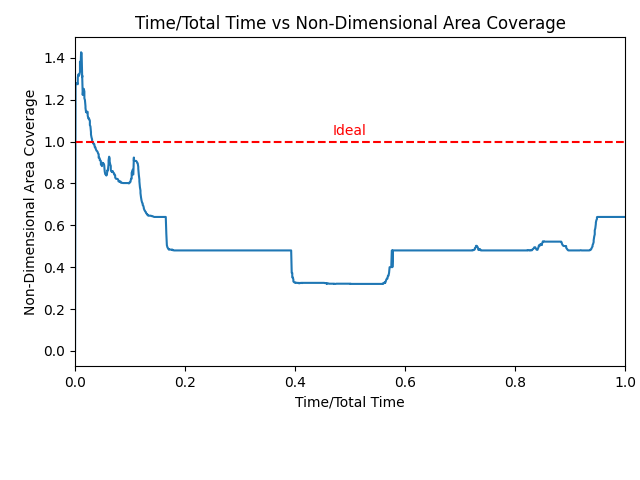 Time/Total Time vs Non-Dimensional Area Coverage
Non-Dimensional Area Coverage
1.4
1.2
1.0
0.8
0.6
0.4
0.2
0.0
Ideal
0.0 0.2 0.4 0.6 0.8 1.0
Time/Total Time